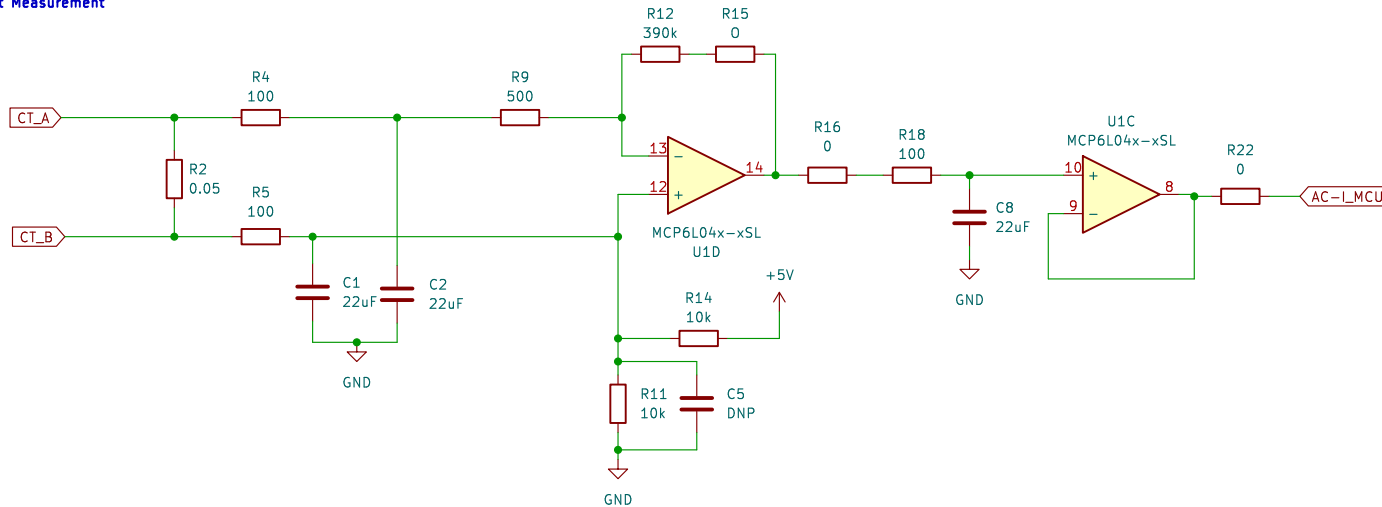 t Measurement
R12
390k
R15
0
R4
100
R9
500
CT_A
R2
0.05
R5
100
CT_B
13
12
14
MCP6L04x-xSL
U1D
R16
0
R18
100
U1C
MCP6L04x-xSL
10
9
8
R22
0
AC-I_MCU
C8
22uF
GND
C1
22uF
C2
22uF
GND
+5V
R14
10k
R11
10k
C5
DNP
GND